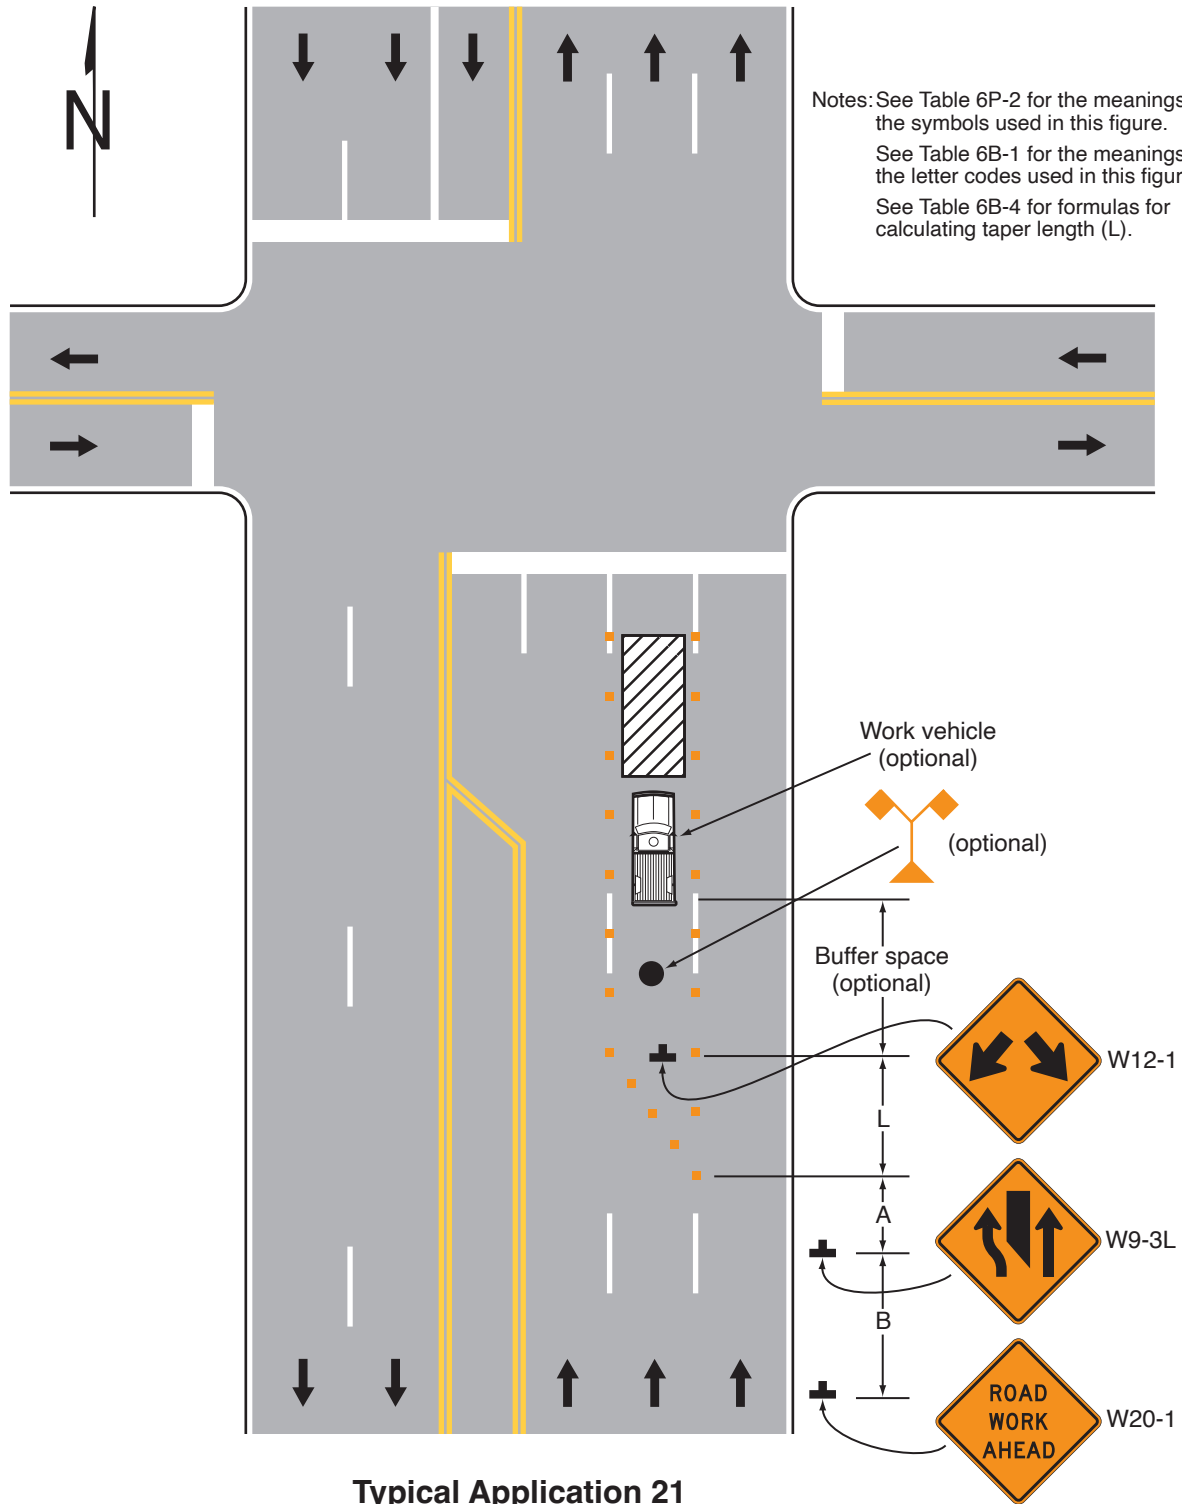 N
Notes: See Table 6P-2 for the meanings
the symbols used in this figure.
See Table 6B-1 for the meanings
the letter codes used in this figur
See Table 6B-4 for formulas for
calculating taper length (L).
Work vehicle
(optional)
(optional)
Buffer space
(optional)
W12-1
L
A
W9-3L
B
ROAD
WORK
AHEAD
W20-1
Typical Application 21